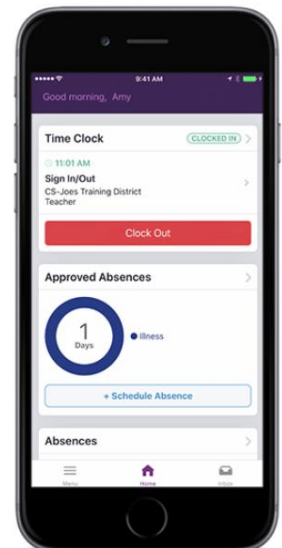 9:41 AM
Good morning, Amy
Time Clock
CLOCKED IN
11:01 AM
Sign In/Out
CS-Joes Training District
Teacher
Clock Out
Approved Absences
1
Days
Illness
+ Schedule Absence
Absences
Menu
Home
Inbox